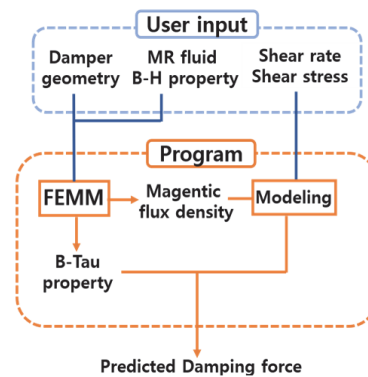 User input
Damper
geometry
MR fluid
B-H property
Shear rate
Shear stress
Program
FEMM
Magentic
flux density
Modeling
B-Tau
property
Predicted Damping force